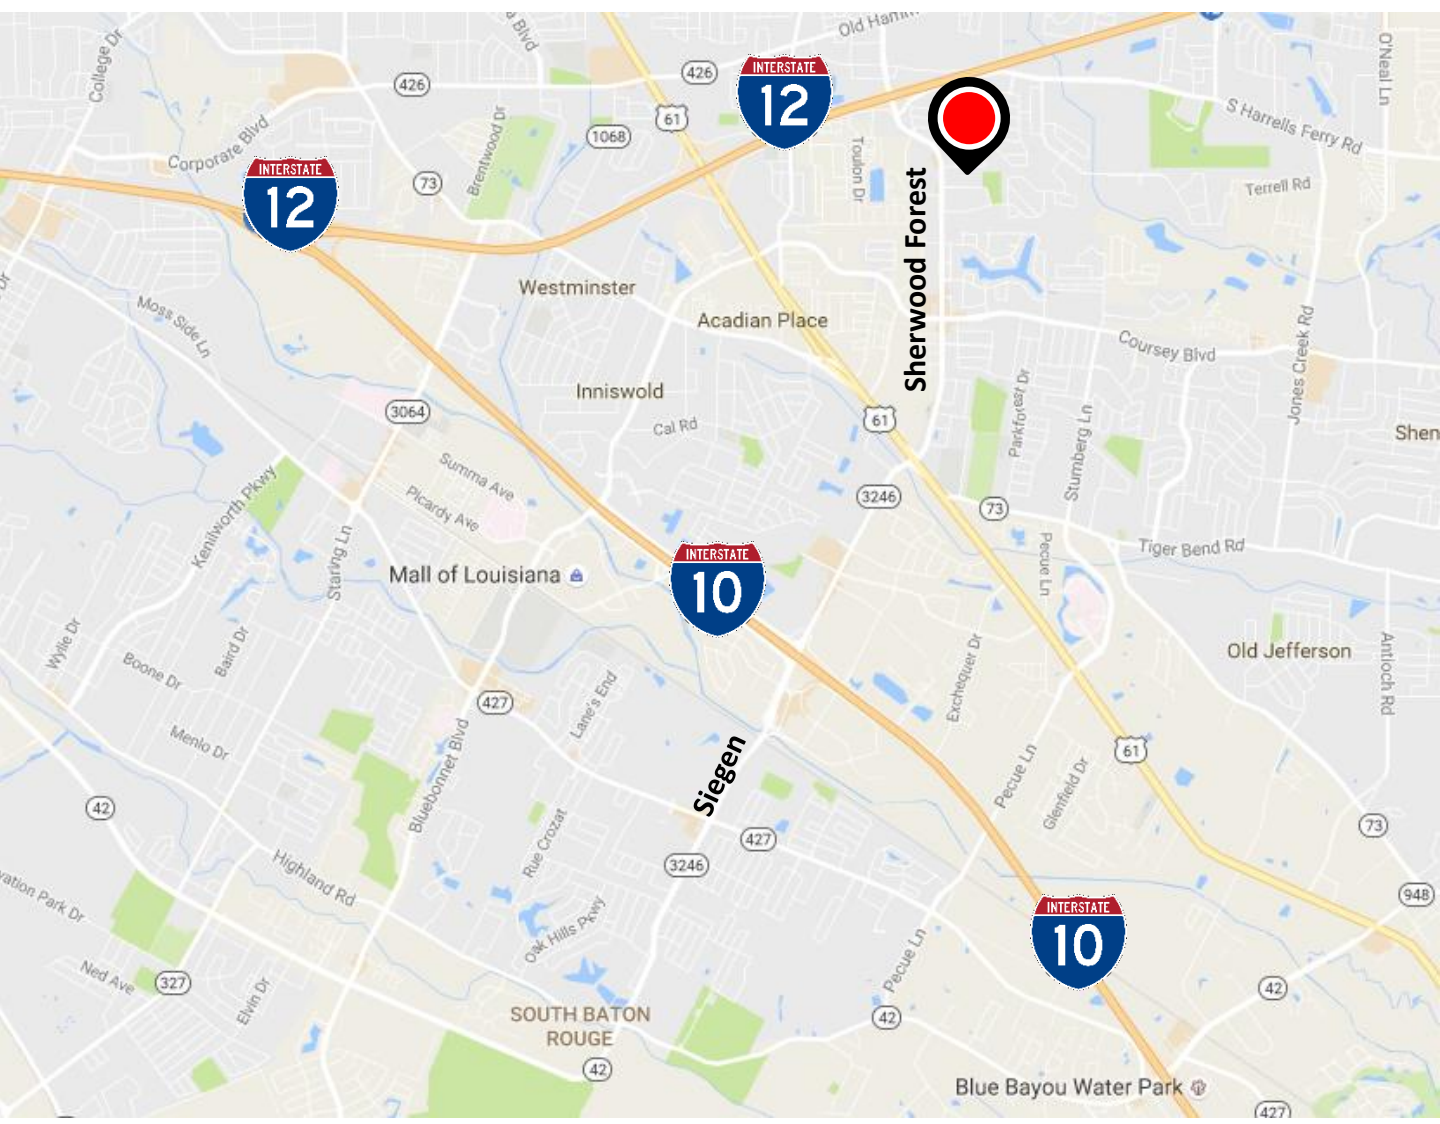 Old Hamm
a Blvd
College Dr
O'Neal Ln
426
426
INTERSTATE
12
61
1068
S Harrells Ferry Rd
Corporate Blvd
Brentwood Dr
Toulon Dr
INTERSTATE
12
73
Terrell Rd
Sherwood Forest
Dr
Westminster
Moss Side Ln
Acadian Place
Coursey Blvd
Jones Creek Rd
Inniswold
3064
Cal Rd
61
Parkforest Dr
Stumberg Ln
Shen
Summa Ave
Picardy Ave
3246
73
Kenilworth Pkwy
Staring Ln
Pecue Ln
Tiger Bend Rd
Mall of Louisiana
INTERSTATE
10
Wylie Dr
Baird Dr
Boone Dr
Old Jefferson
Antioch Rd
Exchequer Dr
427
Lane's End
Menlo Dr
Bluebonnet Blvd
Siegen
61
Pecue Ln
Glenfield Dr
42
427
73
Rue Crozat
Highland Rd
3246
vation Park Dr
948
INTERSTATE
10
Oak Hills Pkwy
Pecue Ln
Ned Ave
327
Elvin Dr
42
SOUTH BATON
ROUGE
42
42
Blue Bayou Water Park
427